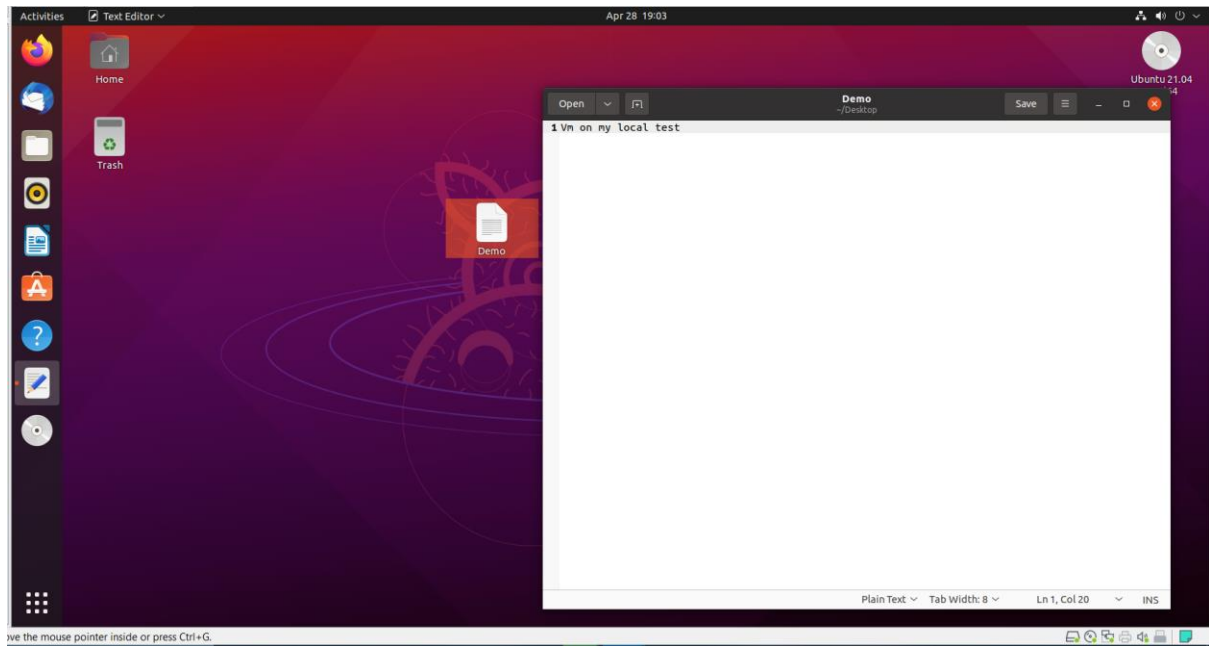 Activities Text Editor Apr 28 19:03
Home
Trash
Demo
Ubuntu 21.04
64
Open Demo Save
~/Desktop
1 Vm on my local test
Plain Text Tab Width: 8 Ln 1, Col 20 INS
ove the mouse pointer inside or press Ctrl+G.